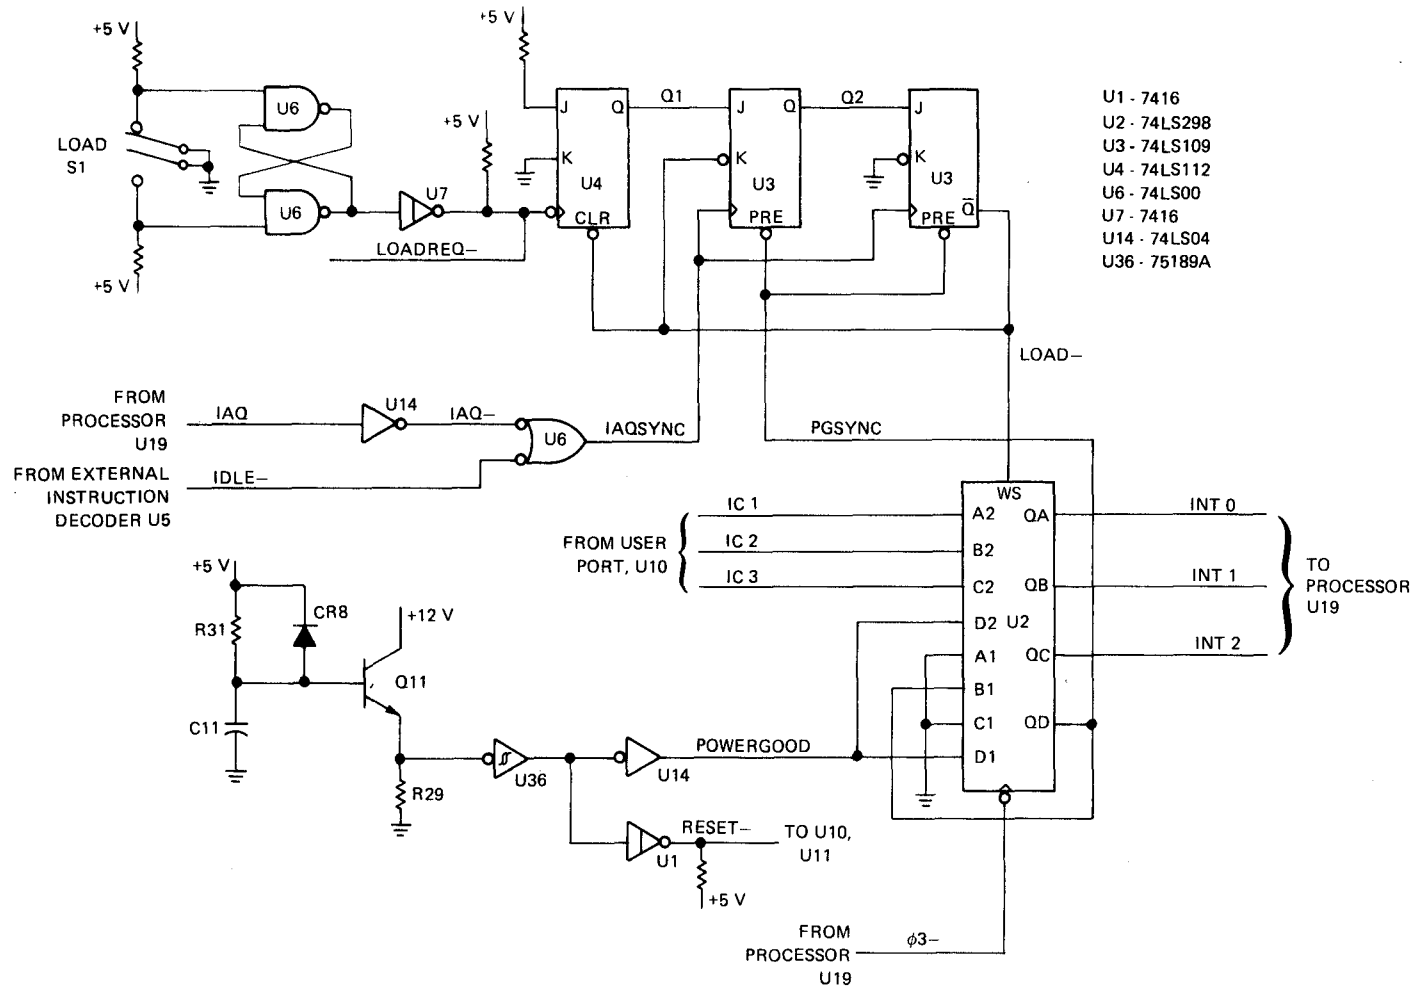 +5 V
LOAD
S1
+5 V
U6
U6
U7
+5 V
LOADREQ–
+5 V
J
Q
K
U4
CLR
Q1
J
Q
K
U3
PRE
Q2
J
K
U3
PRE
Q̅
U1 - 7416
U2 - 74LS298
U3 - 74LS109
U4 - 74LS112
U6 - 74LS00
U7 - 7416
U14 - 74LS04
U36 - 75189A
LOAD–
FROM
PROCESSOR
U19
IAQ
U14
IAQ–
U6
IAQSYNC
PGSYNC
FROM EXTERNAL
INSTRUCTION
DECODER U5
IDLE–
FROM USER
PORT, U10
IC 1
IC 2
IC 3
WS
A2
QA
B2
C2
QB
D2
U2
A1
QC
B1
C1
QD
D1
INT 0
INT 1
INT 2
TO
PROCESSOR
U19
+5 V
R31
CR8
+12 V
Q11
C11
R29
U36
U14
POWERGOOD
U1
RESET–
TO U10,
U11
+5 V
FROM
PROCESSOR
U19
ϕ3–